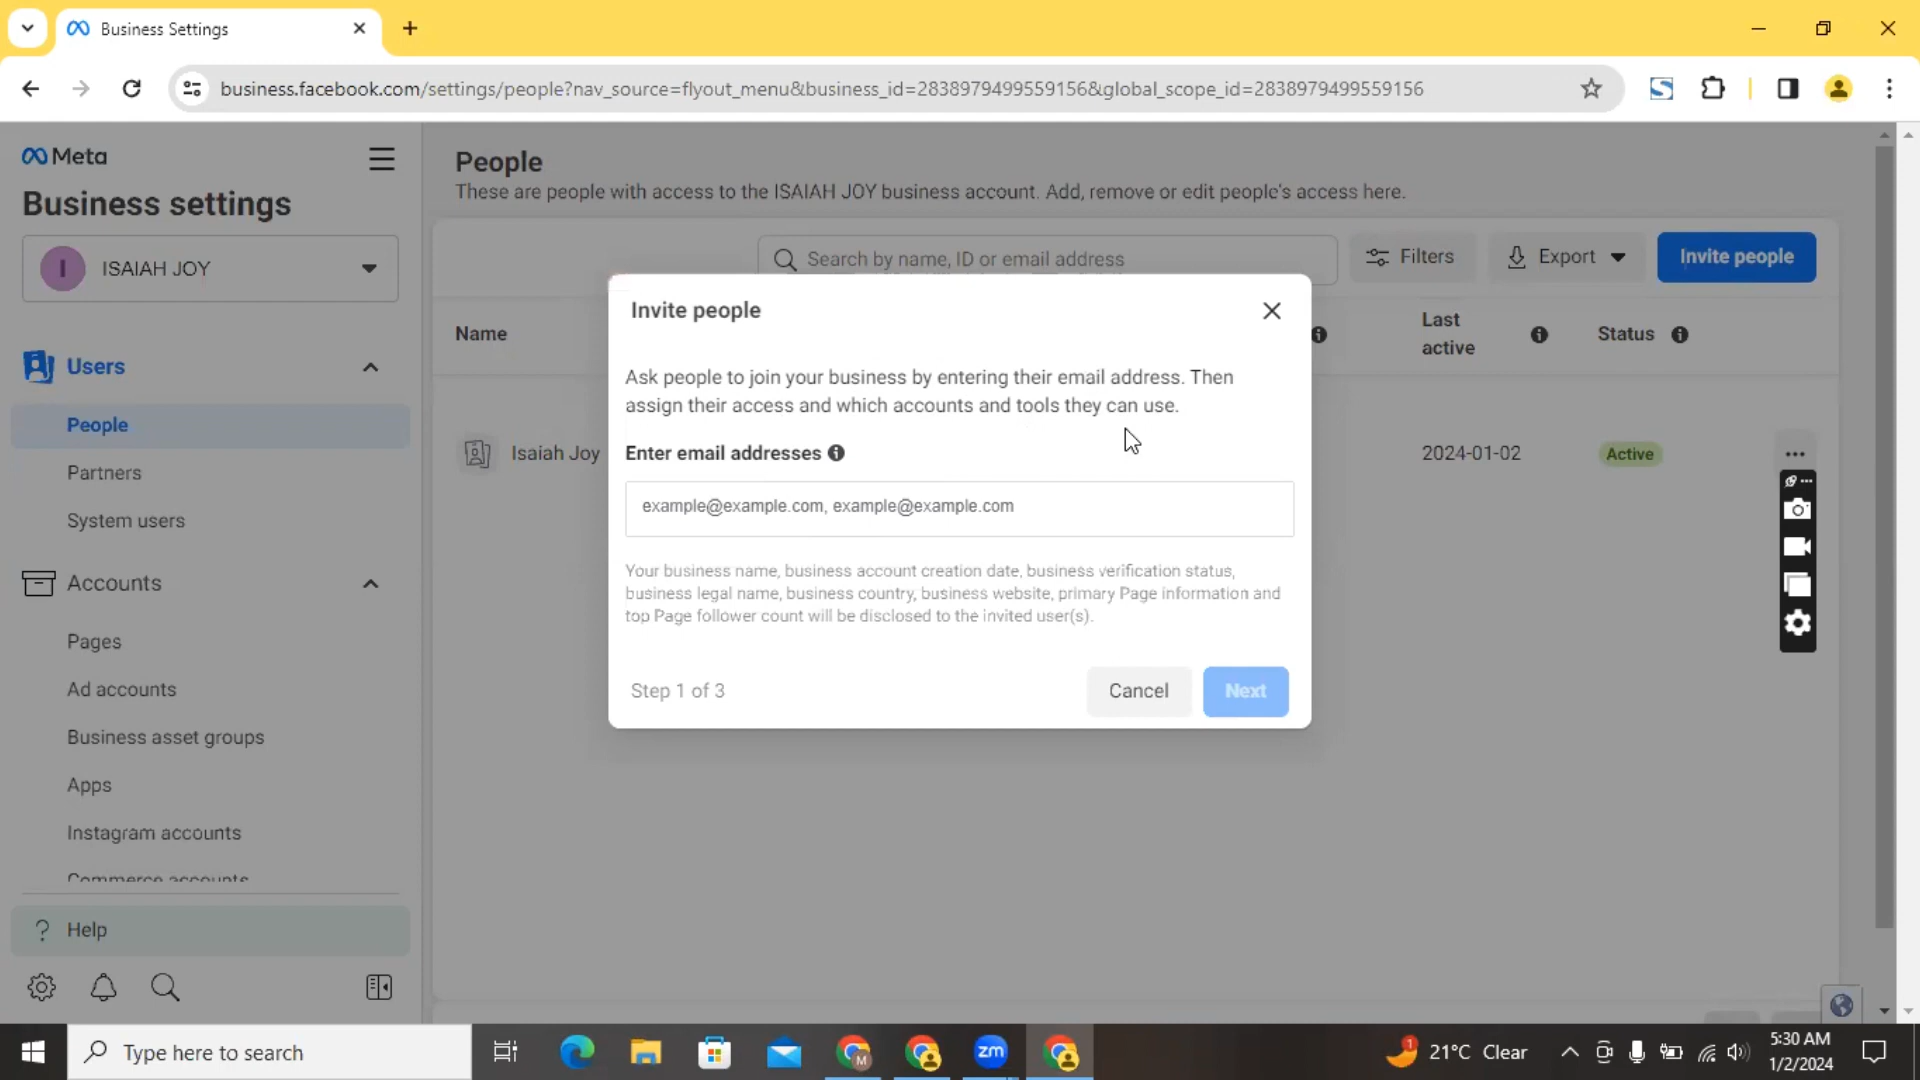 Business Settings
business.facebook.com/settings/people?nav_source=flyout_menu&business_id=2838979499559156&global_scope_id=2838979499559156
Meta
Business settings
I ISAIAH JOY
Users
People
Partners
System users
Accounts
Pages
Ad accounts
Business asset groups
Apps
Instagram accounts
Commerce accounts
? Help
People
These are people with access to the ISAIAH JOY business account. Add, remove or edit people's access here.
Search by name, ID or email address
Filters
Export
Invite people
Name
Last
active
Status
Isaiah Joy
2024-01-02
Active
Invite people
Ask people to join your business by entering their email address. Then
assign their access and which accounts and tools they can use.
Enter email addresses
example@example.com, example@example.com
Your business name, business account creation date, business verification status,
business legal name, business country, business website, primary Page information and
top Page follower count will be disclosed to the invited user(s).
Step 1 of 3
Cancel
Next
Type here to search
M
zm
1
21°C Clear
5:30 AM
1/2/2024